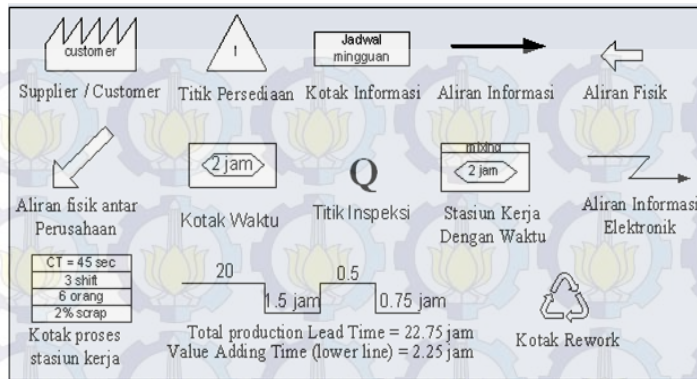 customer
I
Jadwal
mingguan
Supplier / Customer
Titik Persediaan
Kotak Informasi
Aliran Informasi
Aliran Fisik
2 jam
Q
mixing
2 jam
Aliran fisik antar
Perusahaan
Kotak Waktu
Titik Inspeksi
Stasiun Kerja
Dengan Waktu
Aliran Informasi
Elektronik
CT = 45 sec
3 shift
6 orang
2% scrap
Kotak proses
stasiun kerja
20
0.5
1.5 jam
0.75 jam
Total production Lead Time = 22.75 jam
Value Adding Time (lower line) = 2.25 jam
Kotak Rework